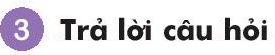 3 Trả lời câu hỏi